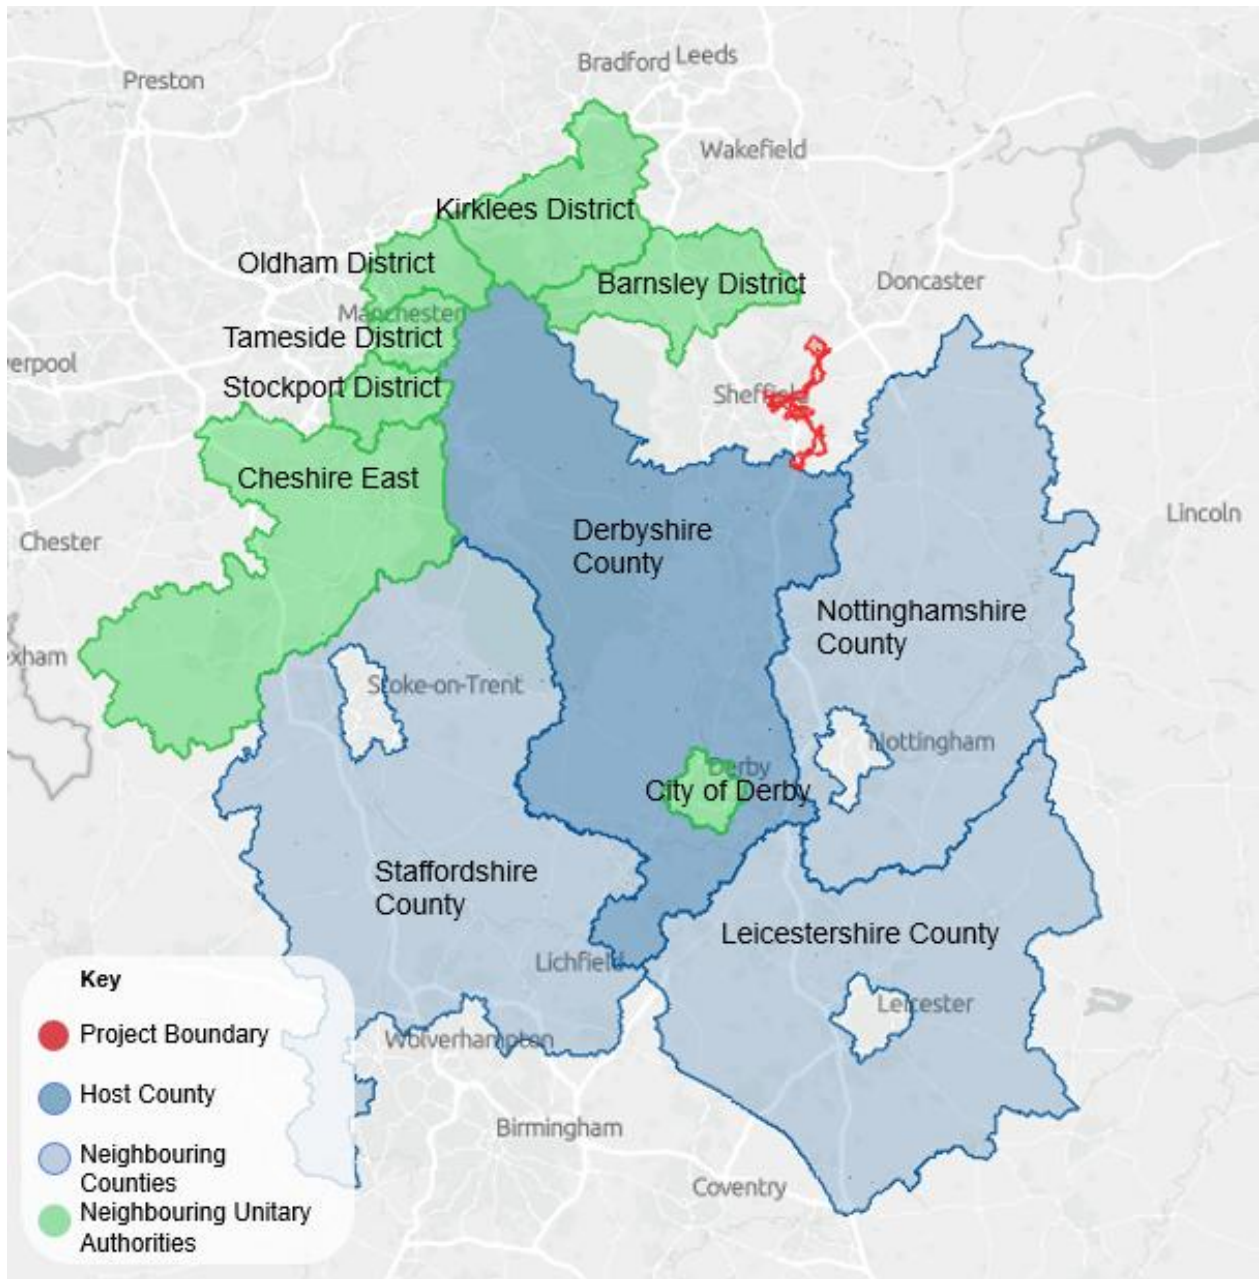 Bradford
Leeds
Preston
Wakefield
Kirklees District
Oldham District
Barnsley District
Doncaster
Manchester
Tameside District
verpool
Stockport District
Sheffield
Cheshire East
Lincoln
Derbyshire
County
Chester
Nottinghamshire
County
exham
Stoke-on-Trent
Nottingham
Derby
City of Derby
Staffordshire
County
Leicestershire County
Lichfield
Leicester
Key
Project Boundary
Wolverhampton
Host County
Birmingham
Neighbouring
Counties
Coventry
Neighbouring Unitary
Authorities